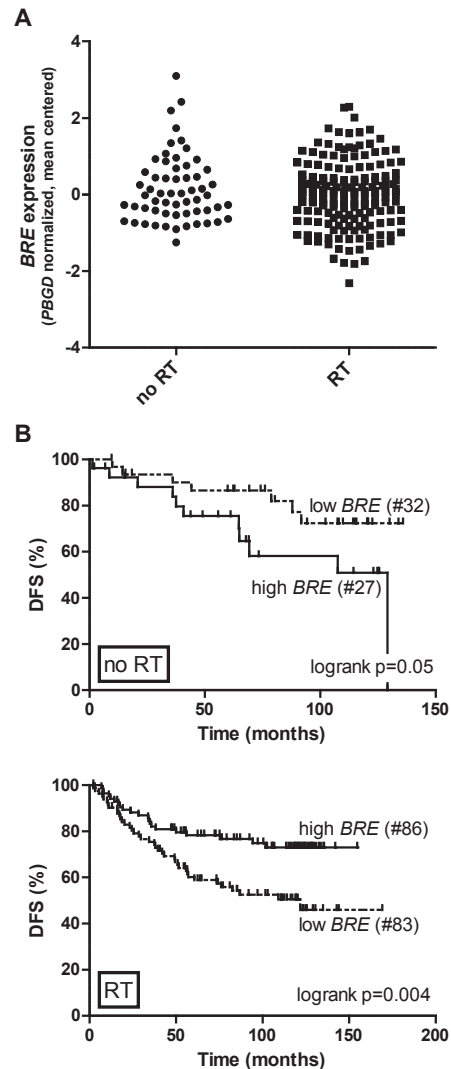 A
BRE expression
(PBGD normalized, mean centered)
4
2
0
-2
-4
no RT
RT
B
DFS (%)
100
80
60
40
20
0
low BRE (#32)
high BRE (#27)
no RT
logrank p=0.05
0
50
100
150
Time (months)
DFS (%)
100
80
60
40
20
0
high BRE (#86)
low BRE (#83)
RT
logrank p=0.004
0
50
100
150
200
Time (months)